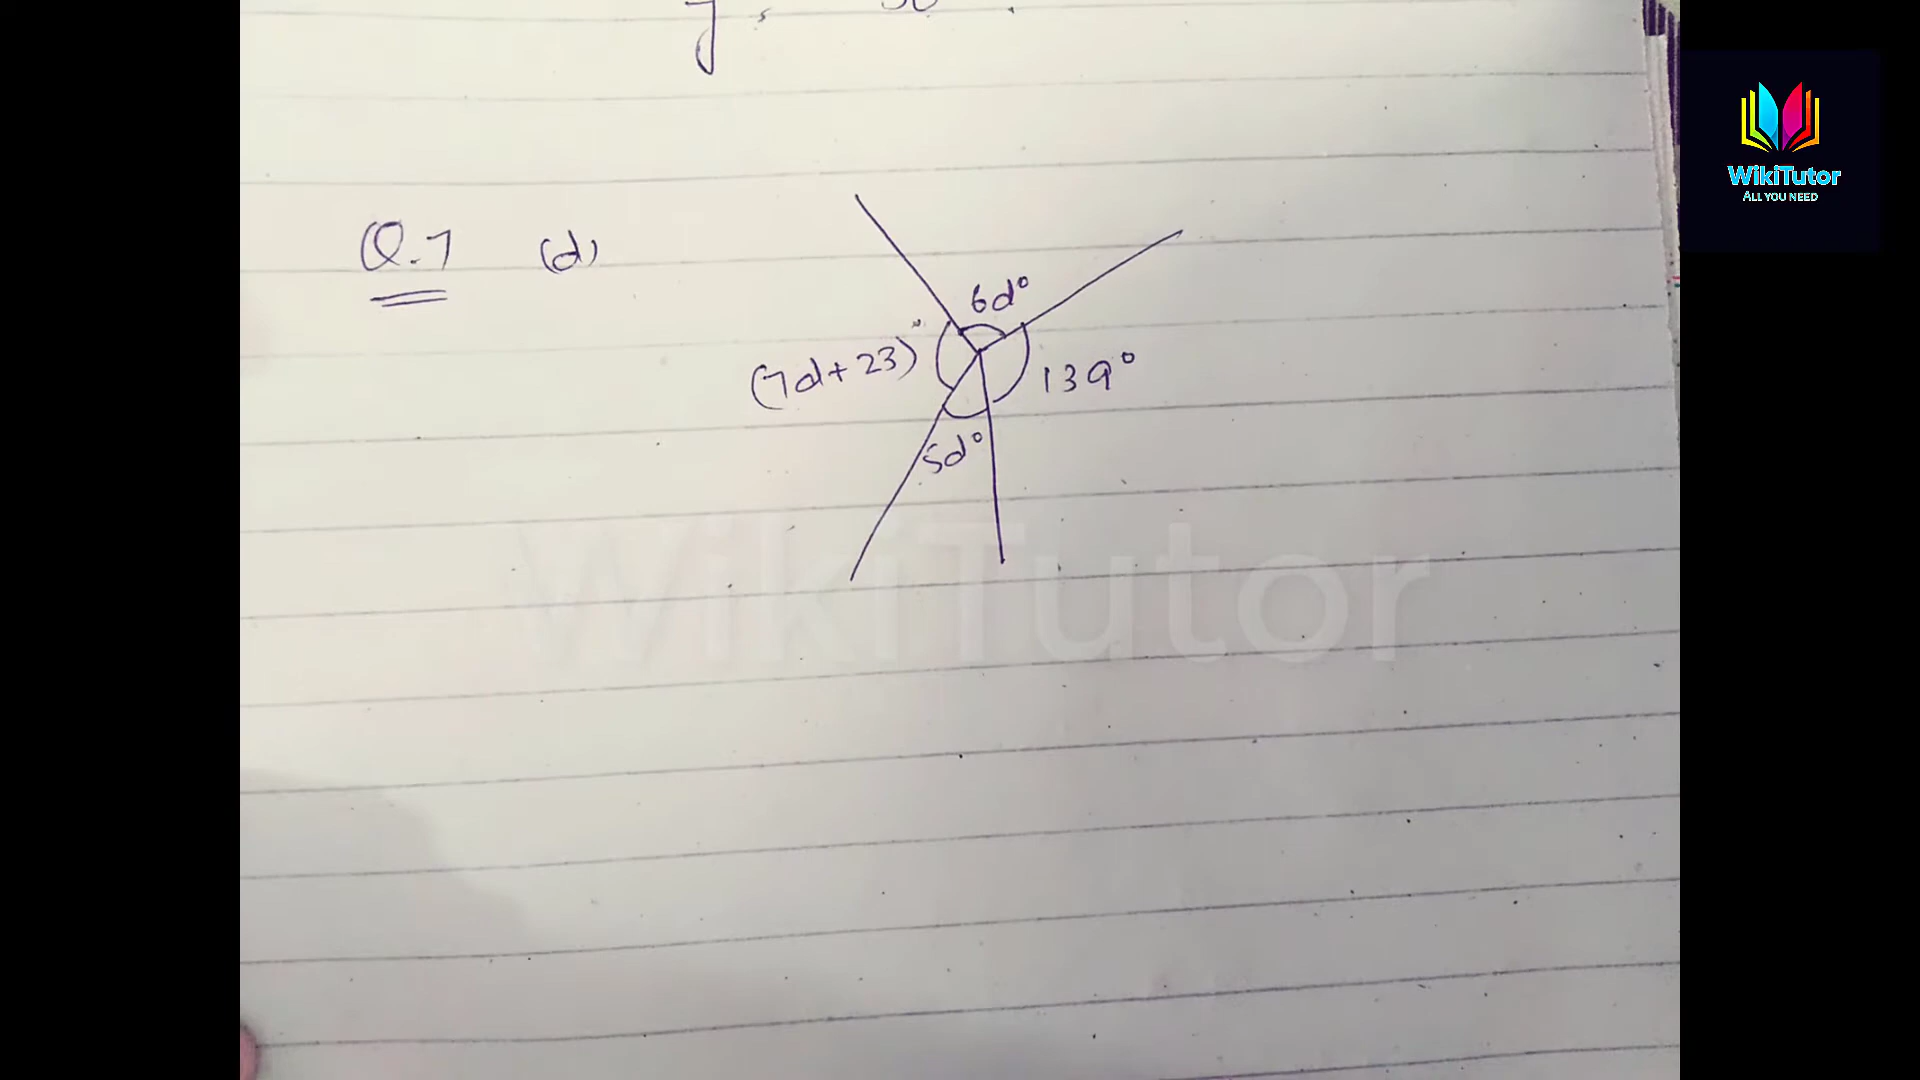 Q.7 (d)
6d°
(7d+23)°
139°
5d°
WikiTutor
ALL YOU NEED
WikiTutor